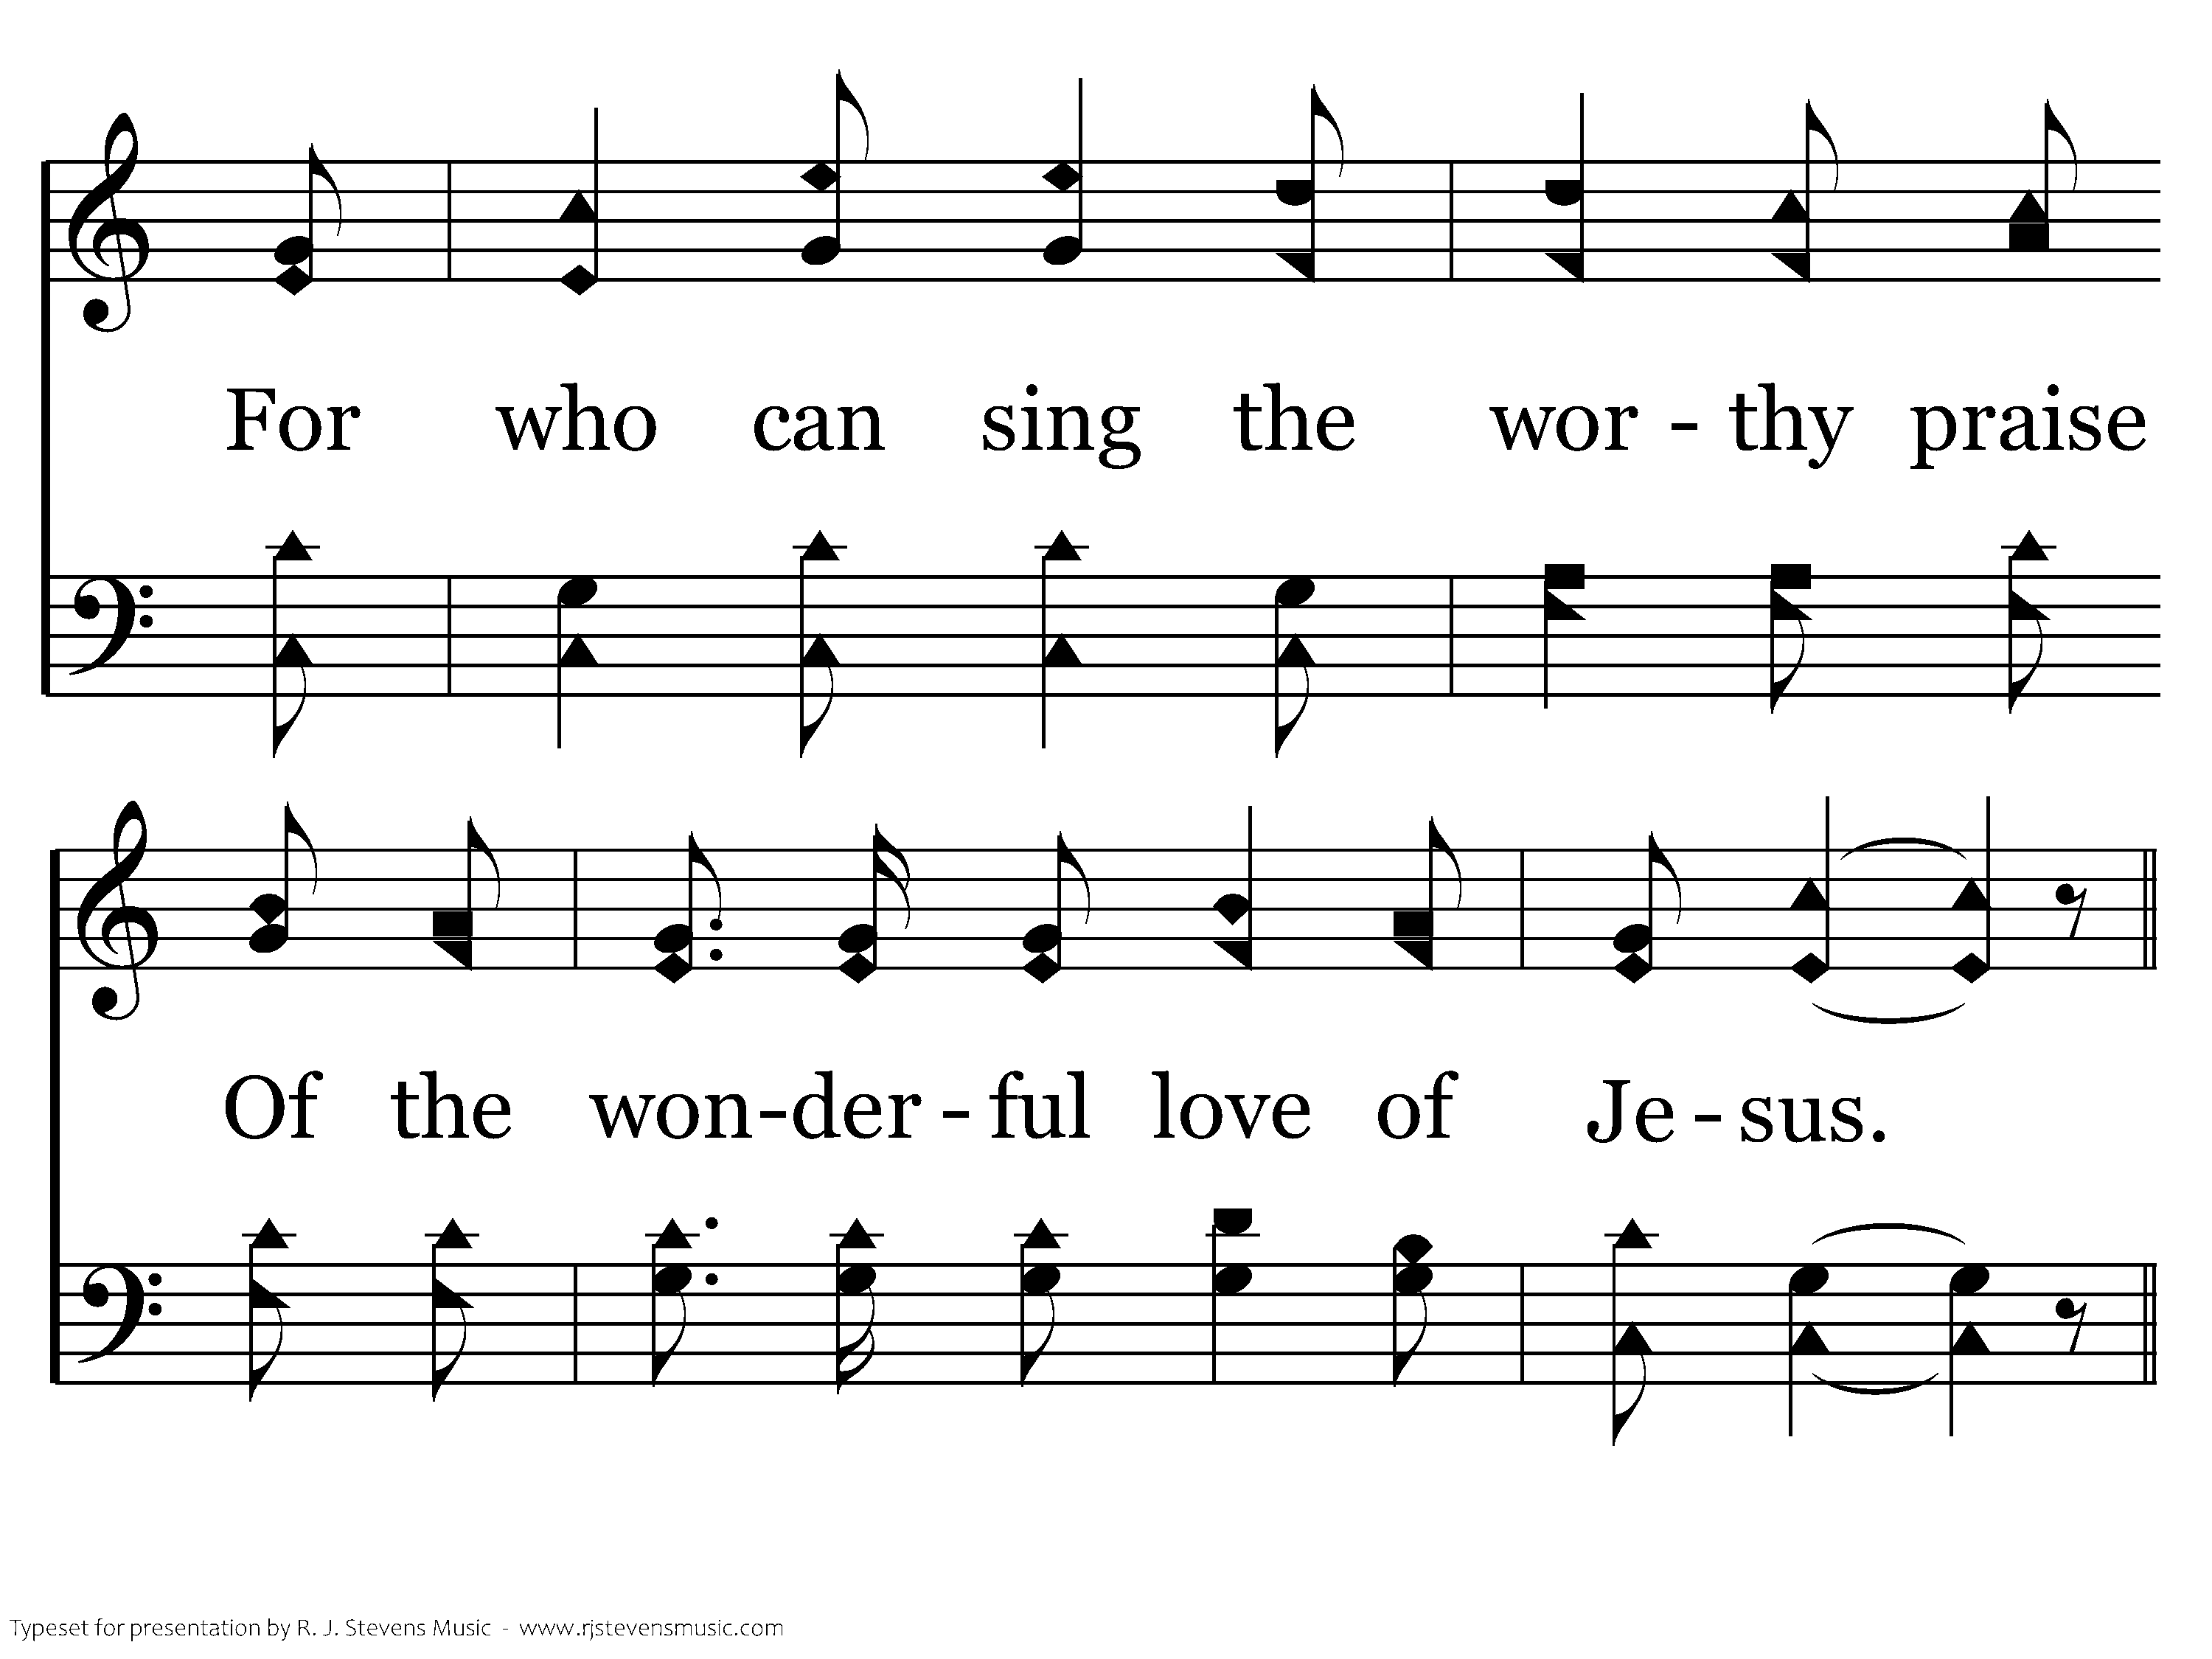 For who can sing the wor - thy praise
Of the won-der - ful love of Je - sus.
Typeset for presentation by R. J. Stevens Music - www.rjstevensmusic.com